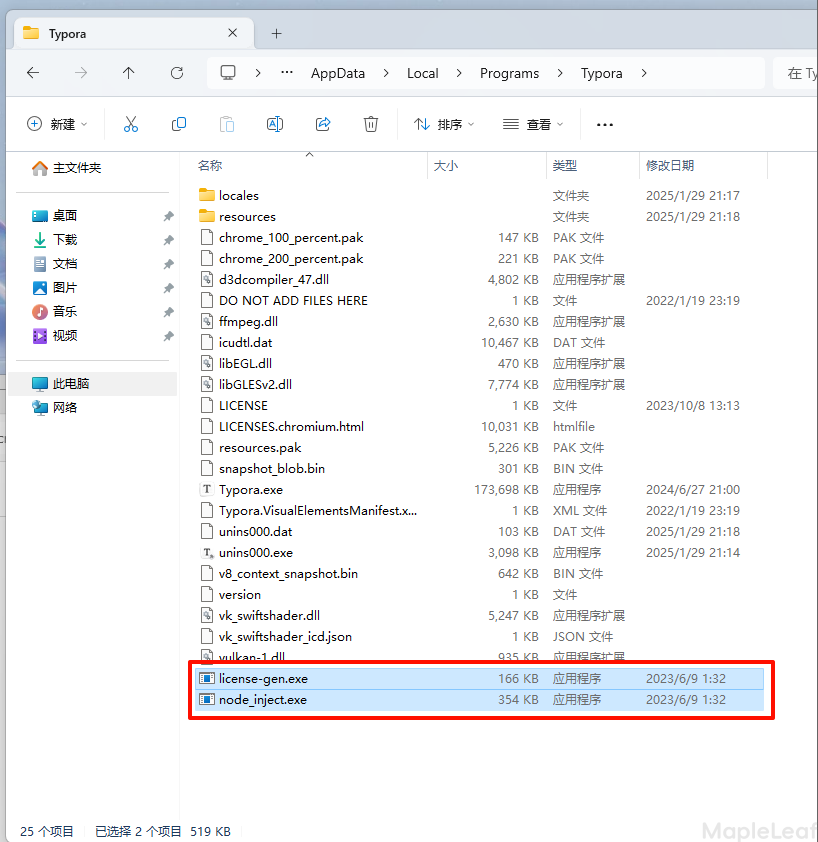 Typora
AppData Local Programs Typora 在 Ty
新建 排序 查看
主文件夹
桌面
下载
文档
图片
音乐
视频
此电脑
网络
名称 大小 类型 修改日期
locales 文件夹 2025/1/29 21:17
resources 文件夹 2025/1/29 21:18
chrome_100_percent.pak 147 KB PAK 文件
chrome_200_percent.pak 221 KB PAK 文件
d3dcompiler_47.dll 4,802 KB 应用程序扩展
DO NOT ADD FILES HERE 1 KB 文件 2022/1/19 23:19
ffmpeg.dll 2,630 KB 应用程序扩展
icudtl.dat 10,467 KB DAT 文件
libEGL.dll 470 KB 应用程序扩展
libGLESv2.dll 7,774 KB 应用程序扩展
LICENSE 1 KB 文件 2023/10/8 13:13
LICENSES.chromium.html 10,031 KB htmlfile
resources.pak 5,226 KB PAK 文件
snapshot_blob.bin 301 KB BIN 文件
Typora.exe 173,698 KB 应用程序 2024/6/27 21:00
Typora.VisualElementsManifest.x... 1 KB XML 文件 2022/1/19 23:19
unins000.dat 103 KB DAT 文件 2025/1/29 21:18
unins000.exe 3,098 KB 应用程序 2025/1/29 21:14
v8_context_snapshot.bin 642 KB BIN 文件
version 1 KB 文件
vk_swiftshader.dll 5,247 KB 应用程序扩展
vk_swiftshader_icd.json 1 KB JSON 文件
vulkan-1.dll 935 KB 应用程序扩展
license-gen.exe 166 KB 应用程序 2023/6/9 1:32
node_inject.exe 354 KB 应用程序 2023/6/9 1:32
25 个项目 已选择 2 个项目 519 KB
MapleLeaf